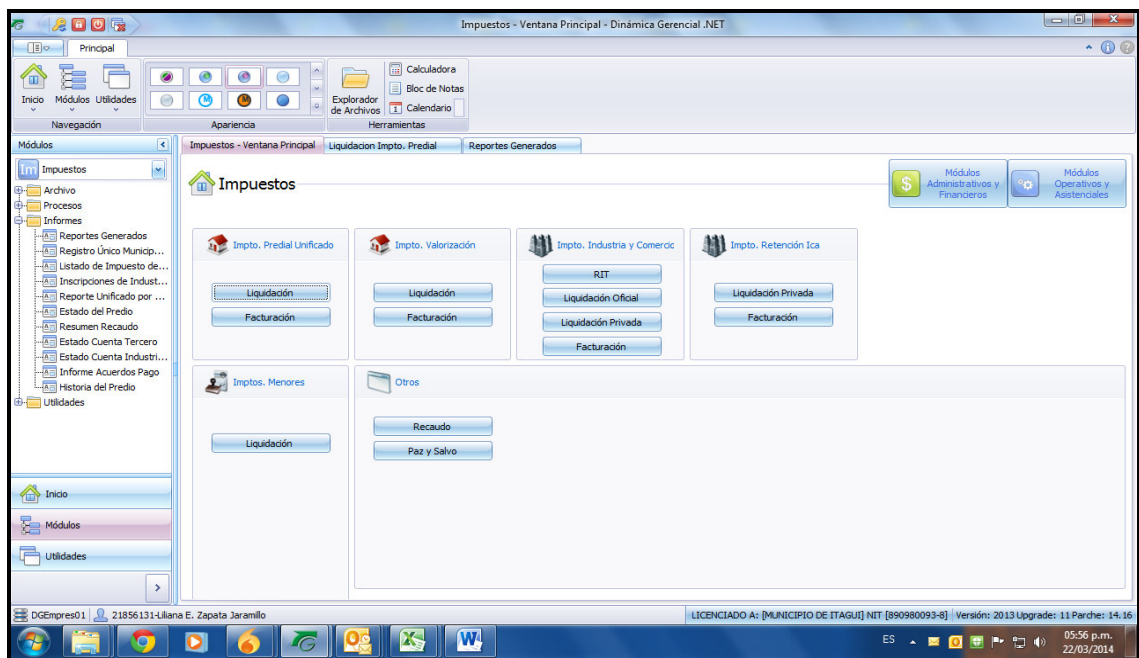 Impuestos - Ventana Principal - Dinámica Gerencial .NET
Principal
Inicio
Módulos
Utilidades
Navegación
Apariencia
Explorador de Archivos
Calculadora
Bloc de Notas
Calendario
Herramientas
Módulos
Impuestos
Archivo
Procesos
Informes
Reportes Generados
Registro Único Municip...
Listado de Impuesto de...
Inscripciones de Indust...
Reporte Unificado por ...
Estado del Predio
Resumen Recaudo
Estado Cuenta Tercero
Estado Cuenta Industri...
Informe Acuerdos Pago
Historia del Predio
Utilidades
Inicio
Módulos
Utilidades
Impuestos - Ventana Principal
Liquidacion Impto. Predial
Reportes Generados
Impuestos
Módulos
Administrativos y
Financieros
Módulos
Operativos y
Asistenciales
Impto. Predial Unificado
Liquidación
Facturación
Impto. Valorización
Liquidación
Facturación
Impto. Industria y Comercic
RIT
Liquidación Oficial
Liquidación Privada
Facturación
Impto. Retención Ica
Liquidación Privada
Facturación
Imptos. Menores
Liquidación
Otros
Recaudo
Paz y Salvo
DGEmpres01
21856131-Liliana E. Zapata Jaramillo
LICENCIADO A: [MUNICIPIO DE ITAGUI] NIT [890980093-8]
Versión: 2013 Upgrade: 11 Parche: 14.16
ES
05:56 p.m.
22/03/2014